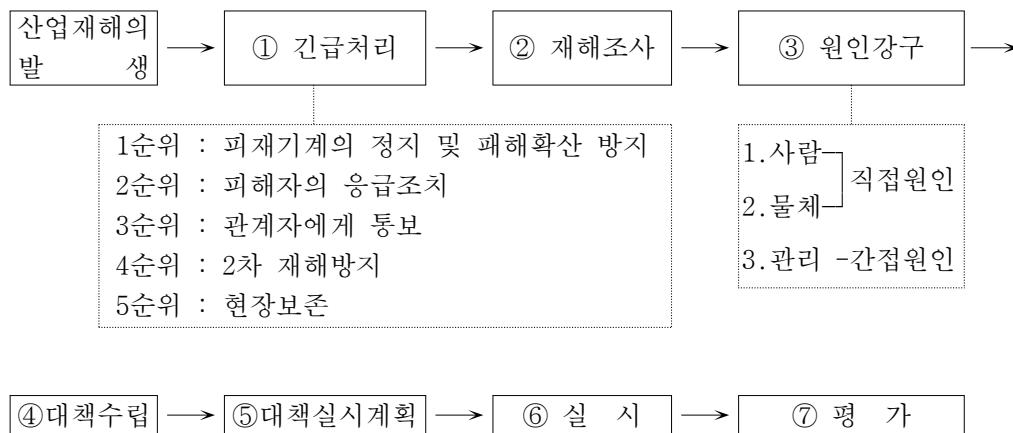 산업재해의
발 생
① 긴급처리
② 재해조사
③ 원인강구
1순위 : 피재기계의 정지 및 패해확산 방지
2순위 : 피해자의 응급조치
3순위 : 관계자에게 통보
4순위 : 2차 재해방지
5순위 : 현장보존
1.사람
직접원인
2.물체
3.관리 -간접원인
④대책수립
⑤대책실시계획
⑥ 실 시
⑦ 평 가